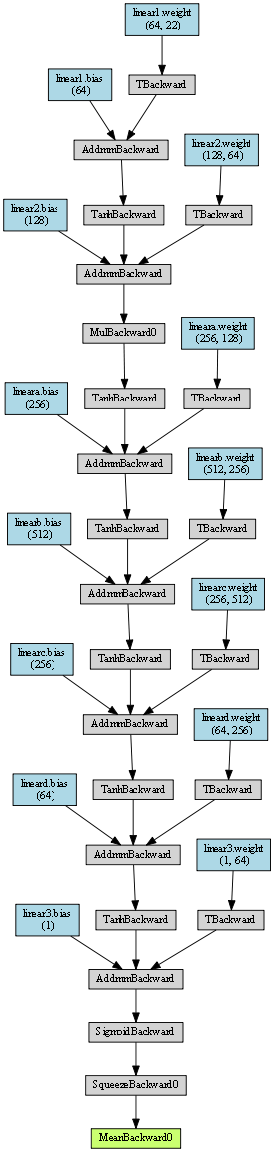 linear1.weight
(64, 22)
linear1.bias
(64)
TBackward
AddmmBackward
linear2.weight
(128, 64)
linear2.bias
(128)
TanhBackward
TBackward
AddmmBackward
MulBackward0
lineara.weight
(256, 128)
lineara.bias
(256)
TanhBackward
TBackward
AddmmBackward
linearb.weight
(512, 256)
linearb.bias
(512)
TanhBackward
TBackward
AddmmBackward
linearc.weight
(256, 512)
linearc.bias
(256)
TanhBackward
TBackward
AddmmBackward
lineard.weight
(64, 256)
lineard.bias
(64)
TanhBackward
TBackward
AddmmBackward
linear3.weight
(1, 64)
linear3.bias
(1)
TanhBackward
TBackward
AddmmBackward
SigmoidBackward
SqueezeBackward0
MeanBackward0